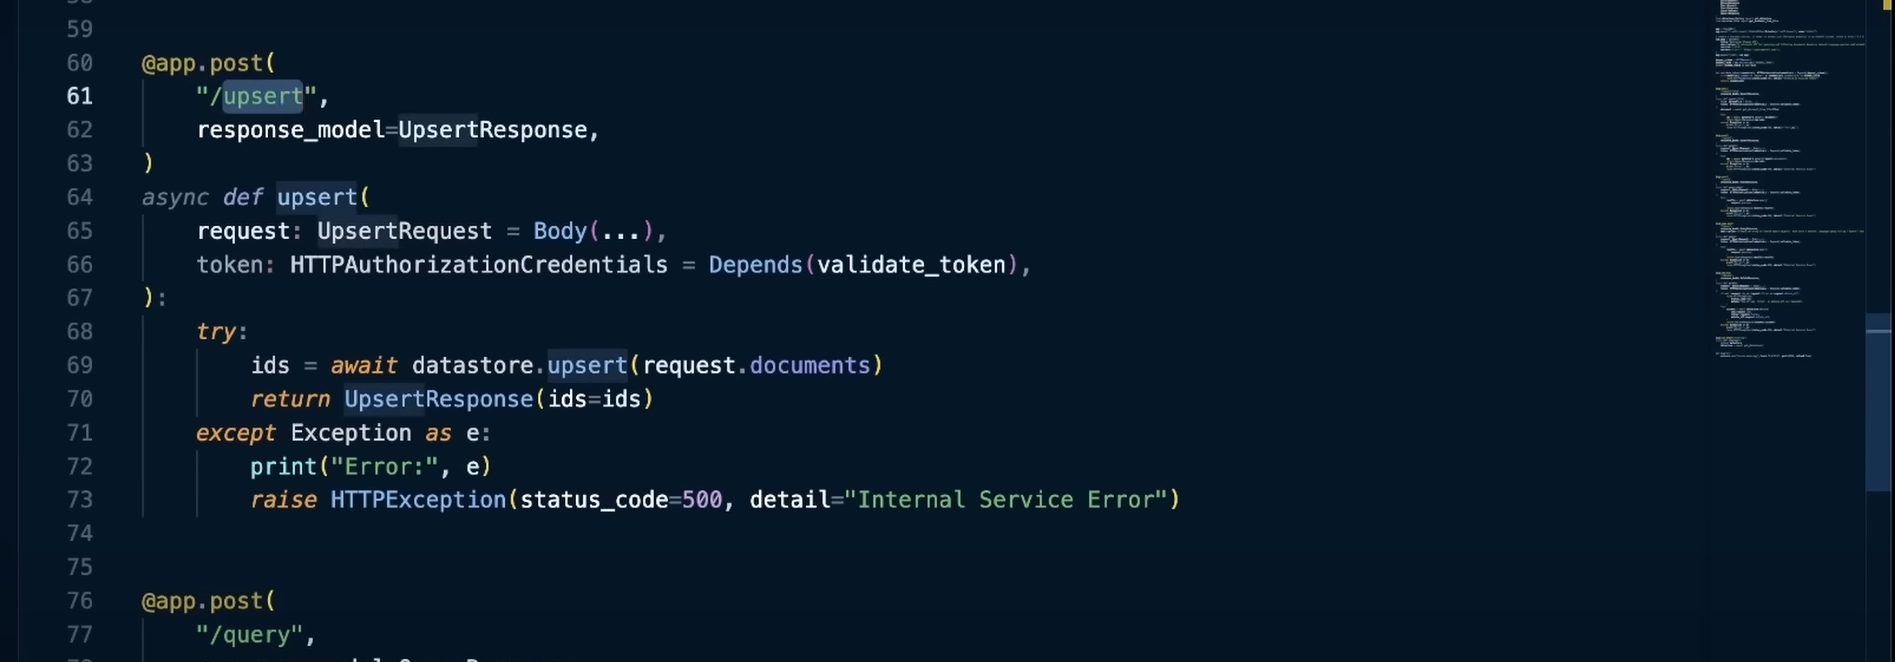 59
60 @app.post(
61 "/upsert",
62 response_model=UpsertResponse,
63 )
64 async def upsert(
65 request: UpsertRequest = Body(...),
66 token: HTTPAuthorizationCredentials = Depends(validate_token),
67 ):
68 try:
69 ids = await datastore.upsert(request.documents)
70 return UpsertResponse(ids=ids)
71 except Exception as e:
72 print("Error:", e)
73 raise HTTPException(status_code=500, detail="Internal Service Error")
74
75
76 @app.post(
77 "/query",